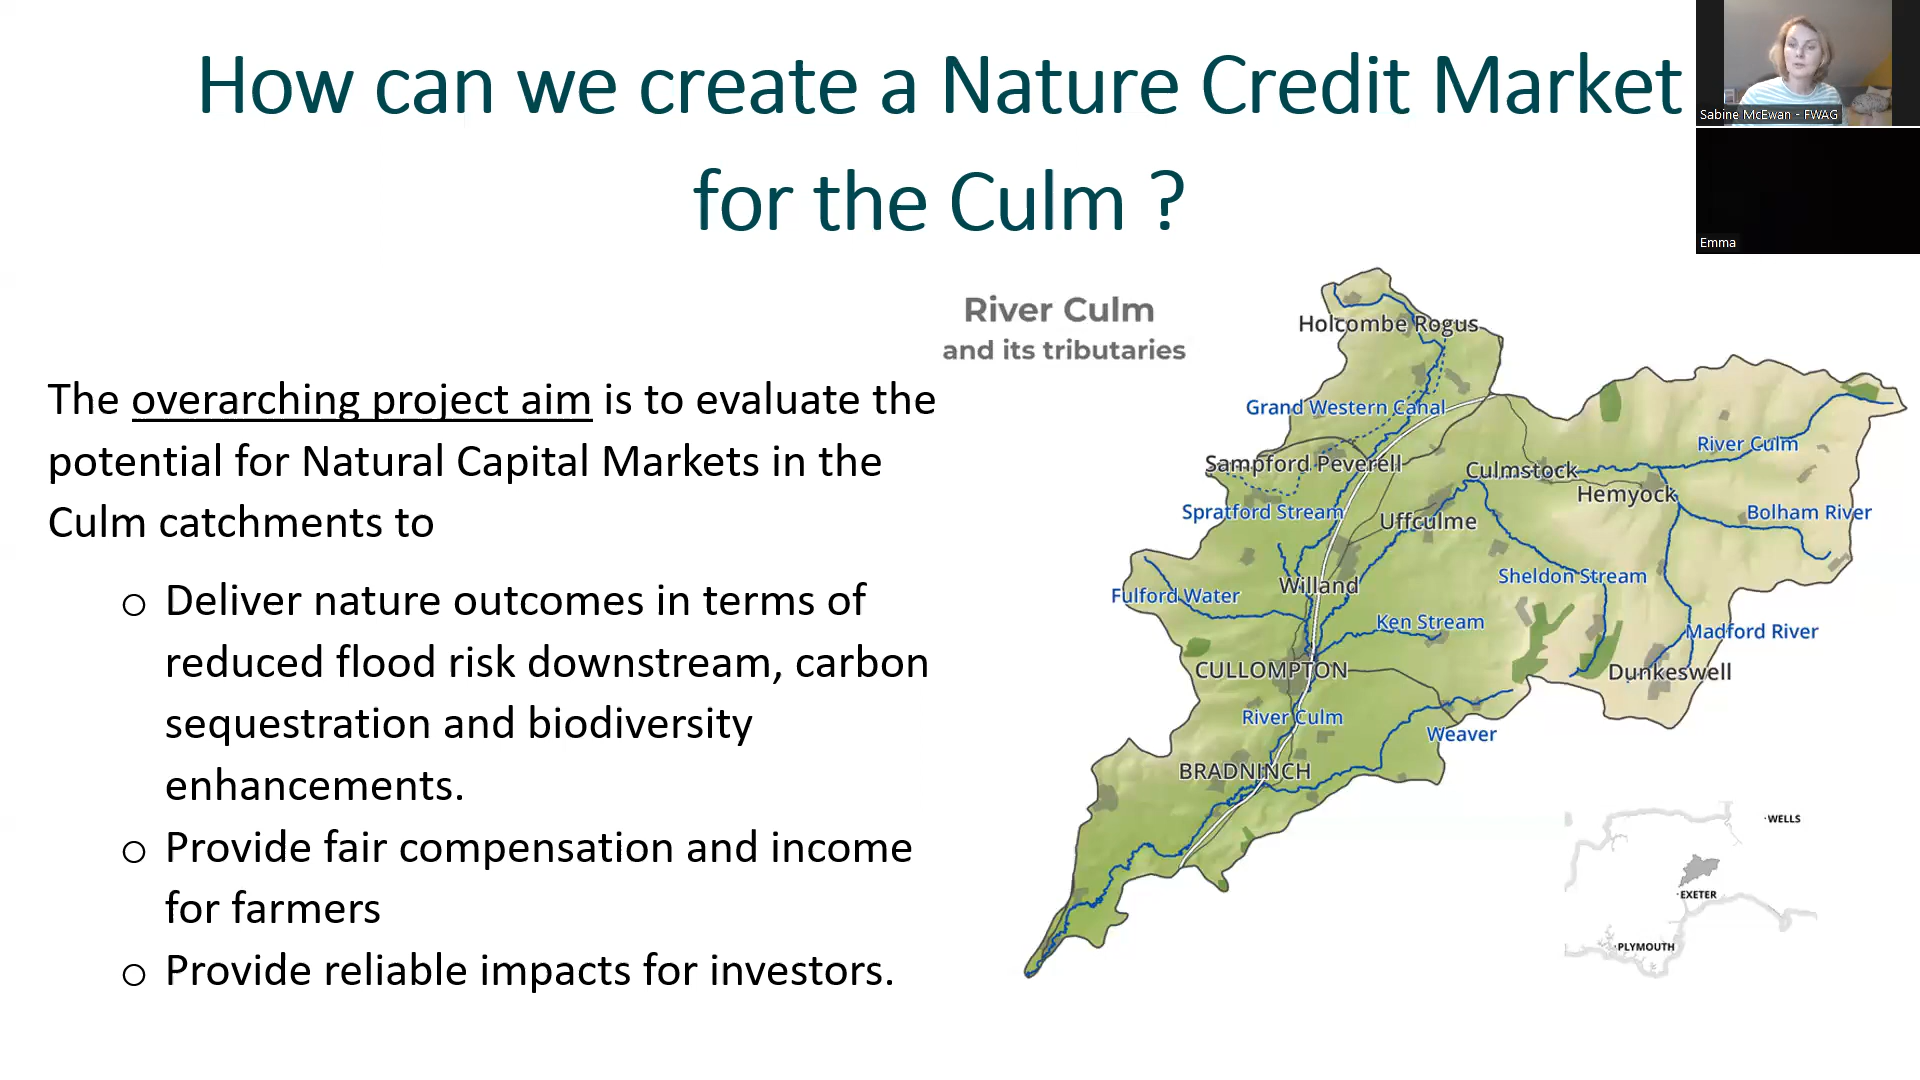 How can we create a Nature Credit Market
for the Culm ?
Sabine McEwan - FWAG
Emma
The overarching project aim is to evaluate the
potential for Natural Capital Markets in the
Culm catchments to
o Deliver nature outcomes in terms of
reduced flood risk downstream, carbon
sequestration and biodiversity
enhancements.
o Provide fair compensation and income
for farmers
o Provide reliable impacts for investors.
River Culm
and its tributaries
Holcombe Rogus
Grand Western Canal
River Culm
Sampford Peverell
Culmstock
Hemyock
Spratford Stream
Uffculme
Bolham River
Sheldon Stream
Willand
Fulford Water
Ken Stream
Madford River
CULLOMPTON
Dunkeswell
River Culm
Weaver
BRADNINCH
WELLS
EXETER
PLYMOUTH